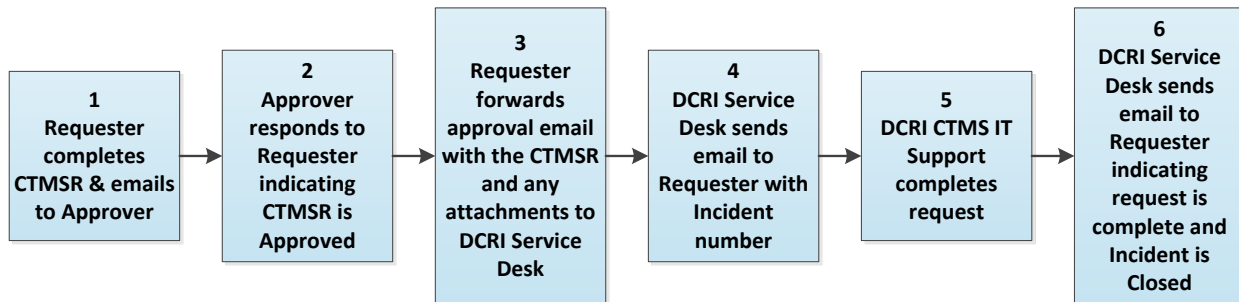 1
Requester
completes
CTMSR & emails
to Approver
2
Approver
responds to
Requester
indicating
CTMSR is
Approved
3
Requester
forwards
approval email
with the CTMSR
and any
attachments to
DCRI Service
Desk
4
DCRI Service
Desk sends
email to
Requester with
Incident
number
5
DCRI CTMS IT
Support
completes
request
6
DCRI Service
Desk sends
email to
Requester
indicating
request is
complete and
Incident is
Closed